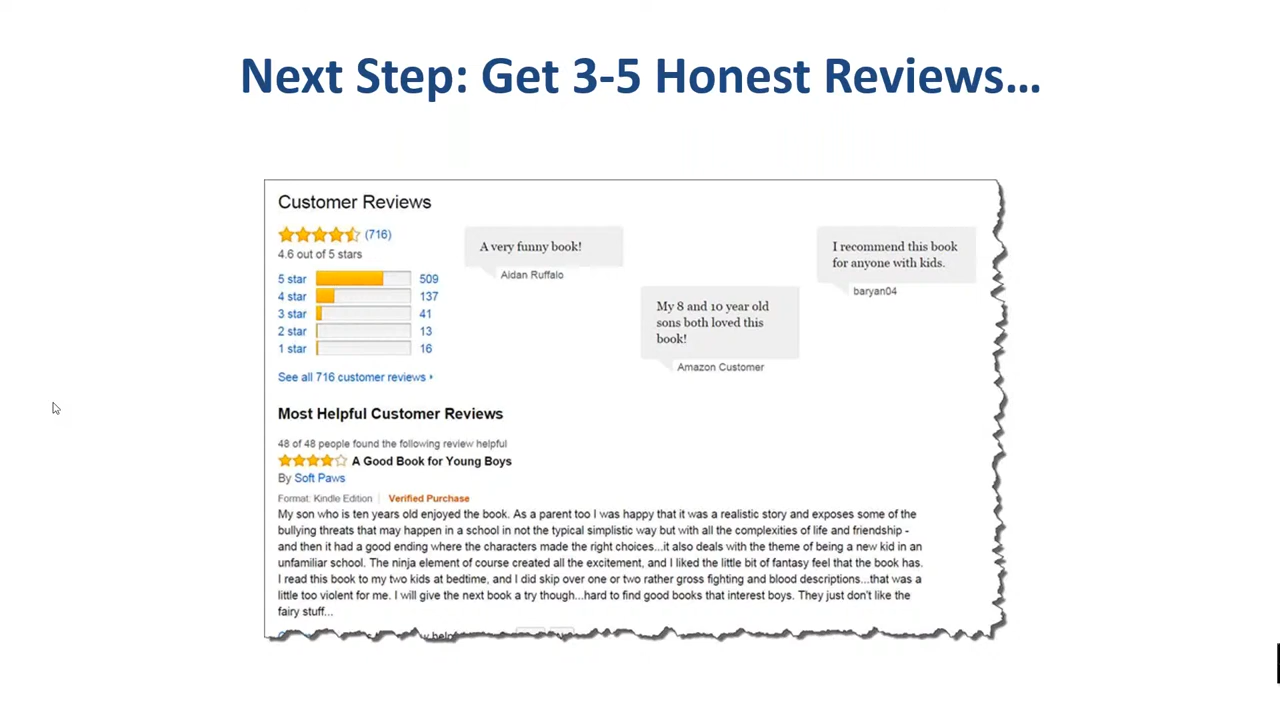 Next Step: Get 3-5 Honest Reviews...
Customer Reviews
(716)
4.6 out of 5 stars
5 star 509
4 star 137
3 star 41
2 star 13
1 star 16
See all 716 customer reviews
A very funny book!
Aidan Ruffalo
My 8 and 10 year old
sons both loved this
book!
Amazon Customer
I recommend this book
for anyone with kids.
baryan04
Most Helpful Customer Reviews
48 of 48 people found the following review helpful
A Good Book for Young Boys
By Soft Paws
Format: Kindle Edition | Verified Purchase
My son who is ten years old enjoyed the book. As a parent too I was happy that it was a realistic story and exposes some of the
bullying threats that may happen in a school in not the typical simplistic way but with all the complexities of life and friendship -
and then it had a good ending where the characters made the right choices...it also deals with the theme of being a new kid in an
unfamiliar school. The ninja element of course created all the excitement, and I liked the little bit of fantasy feel that the book has.
I read this book to my two kids at bedtime, and I did skip over one or two rather gross fighting and blood descriptions...that was a
little too violent for me. I will give the next book a try though...hard to find good books that interest boys. They just don't like the
fairy stuff...